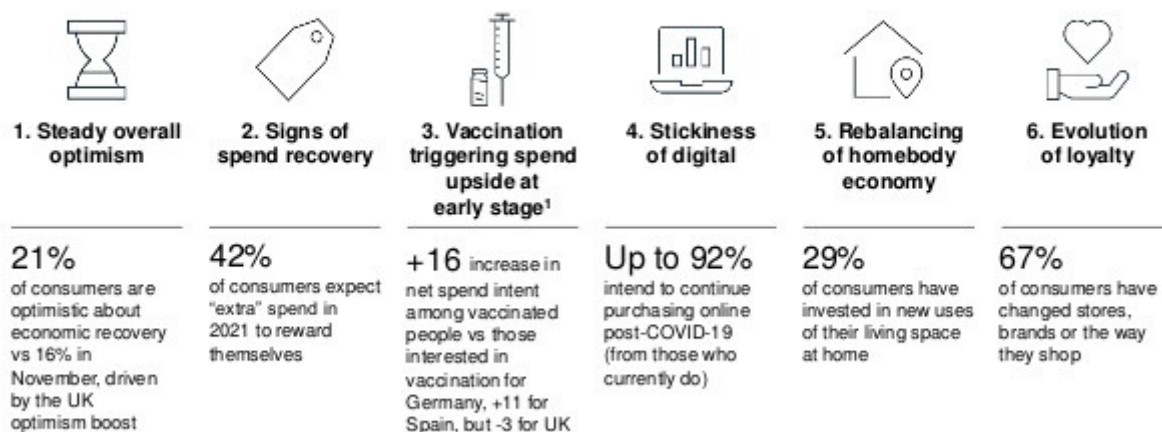 1. Steady overall
optimism
21%
of consumers are
optimistic about
economic recovery
vs 16% in
November, driven
by the UK
optimism boost
2. Signs of
spend recovery
42%
of consumers expect
“extra” spend in
2021 to reward
themselves
3. Vaccination
triggering spend
upside at
early stage¹
+16 increase in
net spend intent
among vaccinated
people vs those
interested in
vaccination for
Germany, +11 for
Spain, but -3 for UK
4. Stickiness
of digital
Up to 92%
intend to continue
purchasing online
post-COVID-19
(from those who
currently do)
5. Rebalancing
of homebody
economy
29%
of consumers have
invested in new uses
of their living space
at home
6. Evolution
of loyalty
67%
of consumers have
changed stores,
brands or the way
they shop